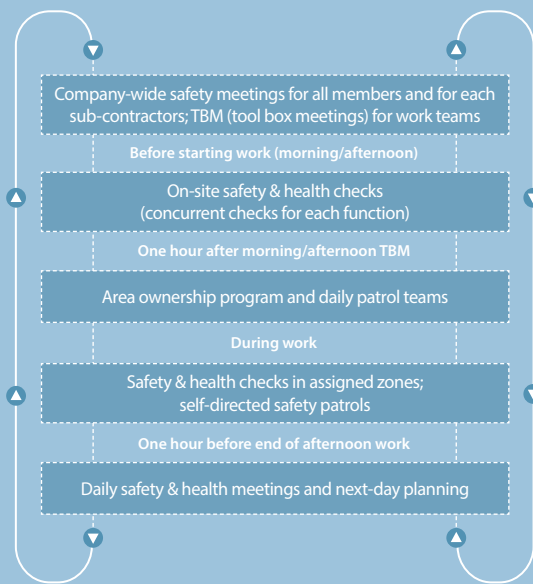 Company-wide safety meetings for all members and for each
sub-contractors; TBM (tool box meetings) for work teams
Before starting work (morning/afternoon)
On-site safety & health checks
(concurrent checks for each function)
One hour after morning/afternoon TBM
Area ownership program and daily patrol teams
During work
Safety & health checks in assigned zones;
self-directed safety patrols
One hour before end of afternoon work
Daily safety & health meetings and next-day planning